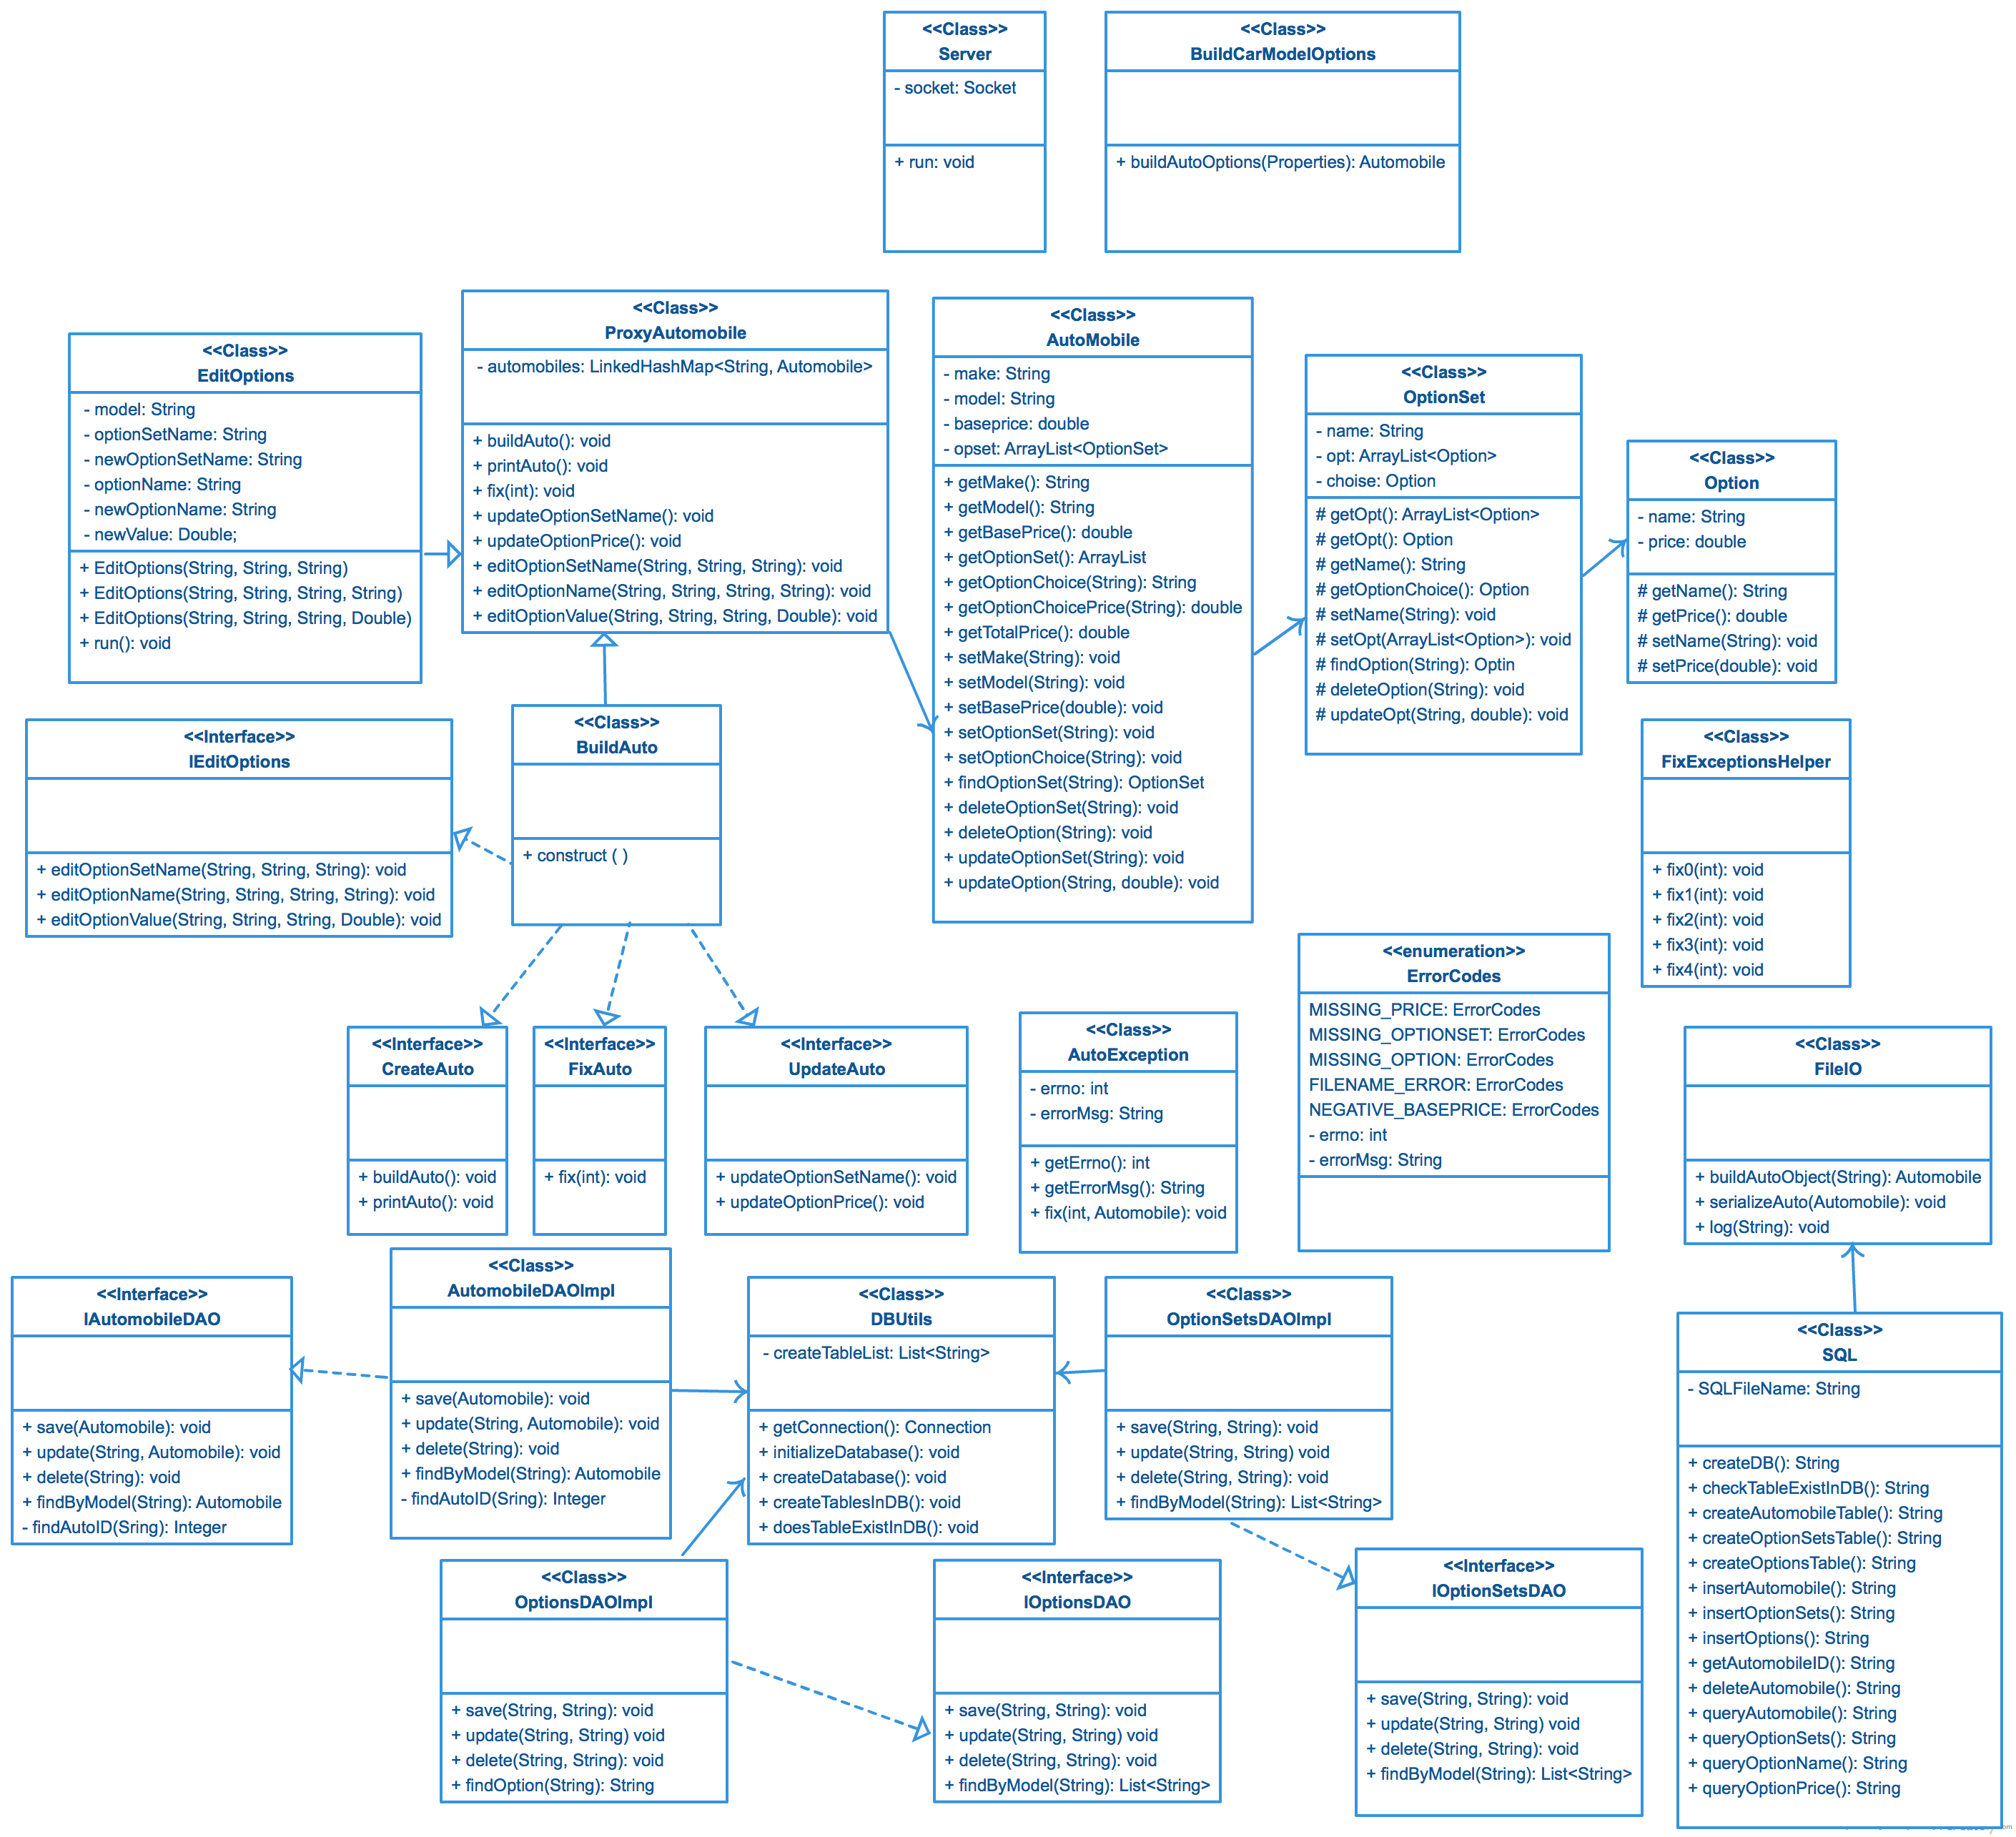 <<Class>>
Server
- socket: Socket
+ run: void
<<Class>>
BuildCarModelOptions
+ buildAutoOptions(Properties): Automobile
<<Class>>
EditOptions
- model: String
- optionSetName: String
- newOptionSetName: String
- optionName: String
- newOptionName: String
- newValue: Double;
+ EditOptions(String, String, String)
+ EditOptions(String, String, String, String)
+ EditOptions(String, String, String, Double)
+ run(): void
<<Class>>
ProxyAutomobile
- automobiles: LinkedHashMap<String, Automobile>
+ buildAuto(): void
+ printAuto(): void
+ fix(int): void
+ updateOptionSetName(): void
+ updateOptionPrice(): void
+ editOptionSetName(String, String, String): void
+ editOptionName(String, String, String, String): void
+ editOptionValue(String, String, String, Double): void
<<Class>>
AutoMobile
- make: String
- model: String
- baseprice: double
- opset: ArrayList<OptionSet>
+ getMake(): String
+ getModel(): String
+ getBasePrice(): double
+ getOptionSet(): ArrayList
+ getOptionChoice(String): String
+ getOptionChoicePrice(String): double
+ getTotalPrice(): double
+ setMake(String): void
+ setModel(String): void
+ setBasePrice(double): void
+ setOptionSet(String): void
+ setOptionChoice(String): void
+ findOptionSet(String): OptionSet
+ deleteOptionSet(String): void
+ deleteOption(String): void
+ updateOptionSet(String): void
+ updateOption(String, double): void
<<Class>>
OptionSet
- name: String
- opt: ArrayList<Option>
- choise: Option
# getOpt(): ArrayList<Option>
# getOpt(): Option
# getName(): String
# getOptionChoice(): Option
# setName(String): void
# setOpt(ArrayList<Option>): void
# findOption(String): Optin
# deleteOption(String): void
# updateOpt(String, double): void
<<Class>>
Option
- name: String
- price: double
# getName(): String
# getPrice(): double
# setName(String): void
# setPrice(double): void
<<Interface>>
IEditOptions
+ editOptionSetName(String, String, String): void
+ editOptionName(String, String, String, String): void
+ editOptionValue(String, String, String, Double): void
<<Class>>
BuildAuto
+ construct ( )
<<Class>>
FixExceptionsHelper
+ fix0(int): void
+ fix1(int): void
+ fix2(int): void
+ fix3(int): void
+ fix4(int): void
<<Interface>>
CreateAuto
+ buildAuto(): void
+ printAuto(): void
<<Interface>>
FixAuto
+ fix(int): void
<<Interface>>
UpdateAuto
+ updateOptionSetName(): void
+ updateOptionPrice(): void
<<Class>>
AutoException
- errno: int
- errorMsg: String
+ getErrno(): int
+ getErrorMsg(): String
+ fix(int, Automobile): void
<<enumeration>>
ErrorCodes
MISSING_PRICE: ErrorCodes
MISSING_OPTIONSET: ErrorCodes
MISSING_OPTION: ErrorCodes
FILENAME_ERROR: ErrorCodes
NEGATIVE_BASEPRICE: ErrorCodes
- errno: int
- errorMsg: String
<<Class>>
FileIO
+ buildAutoObject(String): Automobile
+ serializeAuto(Automobile): void
+ log(String): void
<<Interface>>
IAutomobileDAO
+ save(Automobile): void
+ update(String, Automobile): void
+ delete(String): void
+ findByModel(String): Automobile
- findAutoID(Sring): Integer
<<Class>>
AutomobileDAOImpl
+ save(Automobile): void
+ update(String, Automobile): void
+ delete(String): void
+ findByModel(String): Automobile
- findAutoID(Sring): Integer
<<Class>>
DBUtils
- createTableList: List<String>
+ getConnection(): Connection
+ initializeDatabase(): void
+ createDatabase(): void
+ createTablesInDB(): void
+ doesTableExistInDB(): void
<<Class>>
OptionSetsDAOImpl
+ save(String, String): void
+ update(String, String) void
+ delete(String, String): void
+ findByModel(String): List<String>
<<Class>>
SQL
- SQLFileName: String
+ createDB(): String
+ checkTableExistInDB(): String
+ createAutomobileTable(): String
+ createOptionSetsTable(): String
+ createOptionsTable(): String
+ insertAutomobile(): String
+ insertOptionSets(): String
+ insertOptions(): String
+ getAutomobileID(): String
+ deleteAutomobile(): String
+ queryAutomobile(): String
+ queryOptionSets(): String
+ queryOptionName(): String
+ queryOptionPrice(): String
<<Class>>
OptionsDAOImpl
+ save(String, String): void
+ update(String, String) void
+ delete(String, String): void
+ findOption(String): String
<<Interface>>
IOptionsDAO
+ save(String, String): void
+ update(String, String) void
+ delete(String, String): void
+ findByModel(String): List<String>
<<Interface>>
IOptionSetsDAO
+ save(String, String): void
+ update(String, String) void
+ delete(String, String): void
+ findByModel(String): List<String>